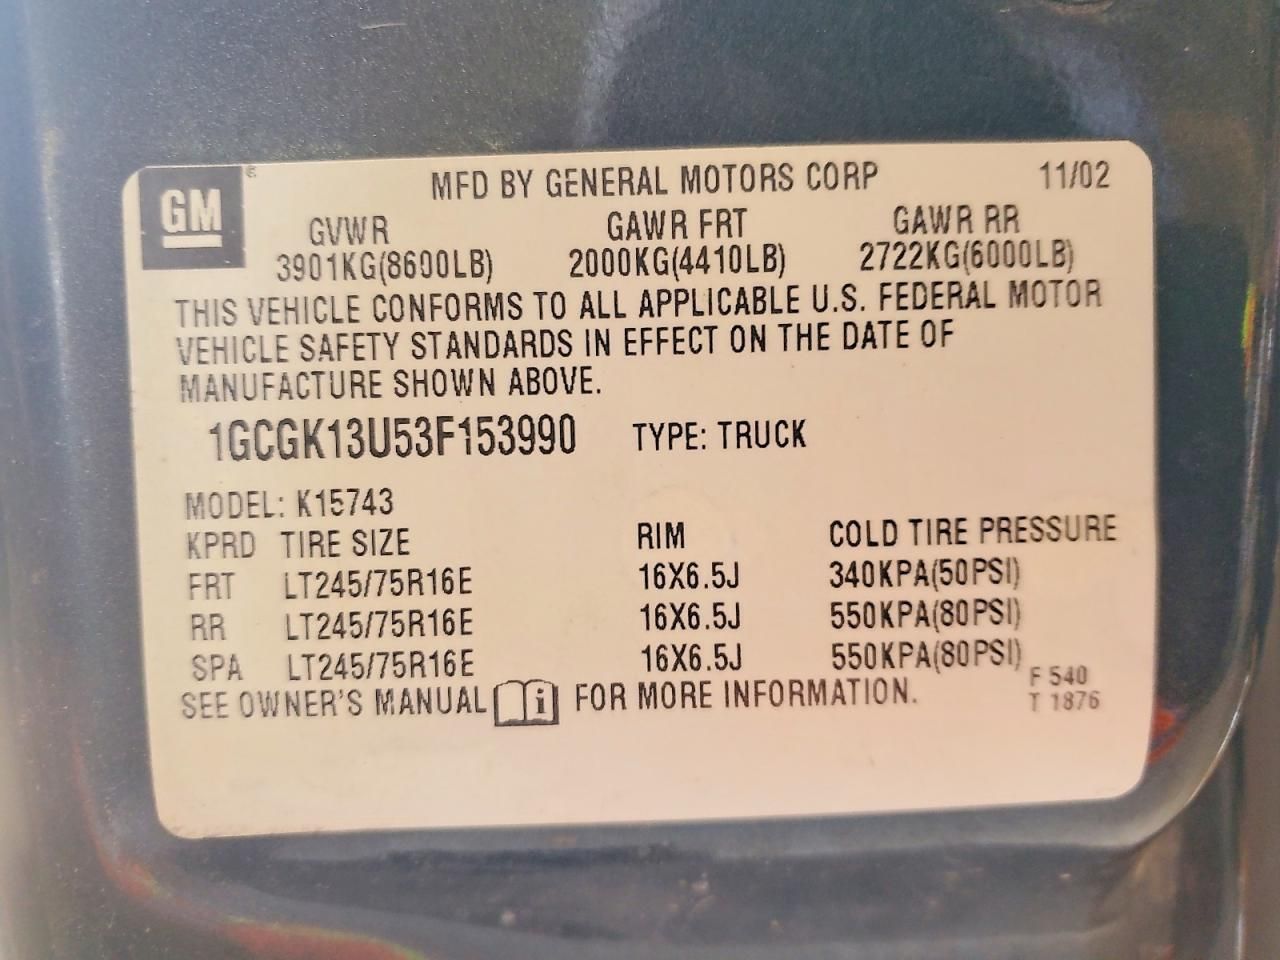 GM®
MFD BY GENERAL MOTORS CORP 11/02
GVWR GAWR FRT GAWR RR
3901KG(8600LB) 2000KG(4410LB) 2722KG(6000LB)
THIS VEHICLE CONFORMS TO ALL APPLICABLE U.S. FEDERAL MOTOR
VEHICLE SAFETY STANDARDS IN EFFECT ON THE DATE OF
MANUFACTURE SHOWN ABOVE.
1GCGK13U53F153990 TYPE: TRUCK
MODEL: K15743
KPRD TIRE SIZE RIM COLD TIRE PRESSURE
FRT LT245/75R16E 16X6.5J 340KPA(50PSI)
RR LT245/75R16E 16X6.5J 550KPA(80PSI)
SPA LT245/75R16E 16X6.5J 550KPA(80PSI)
SEE OWNER'S MANUAL i FOR MORE INFORMATION.
F 540
T 1876